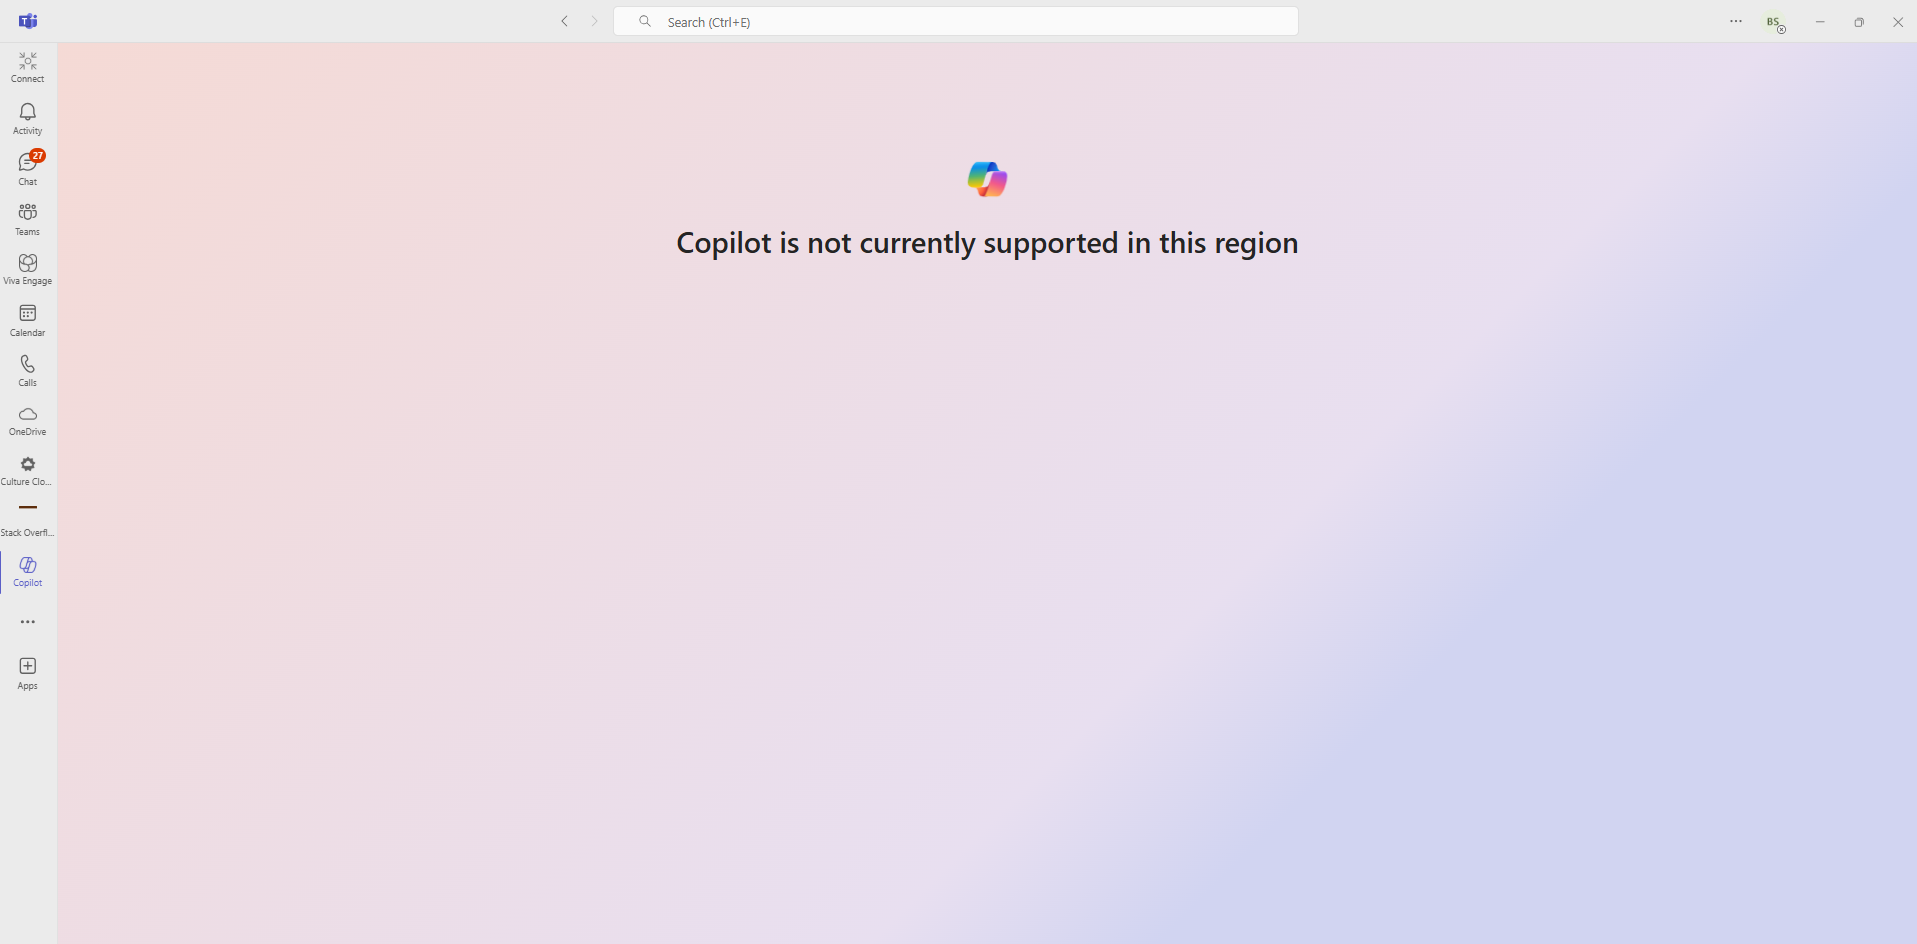 Search (Ctrl+E)
BS
Connect
Activity
27
Chat
Teams
Viva Engage
Calendar
Calls
OneDrive
Culture Clo...
Stack Overfl...
Copilot
Apps
Copilot is not currently supported in this region